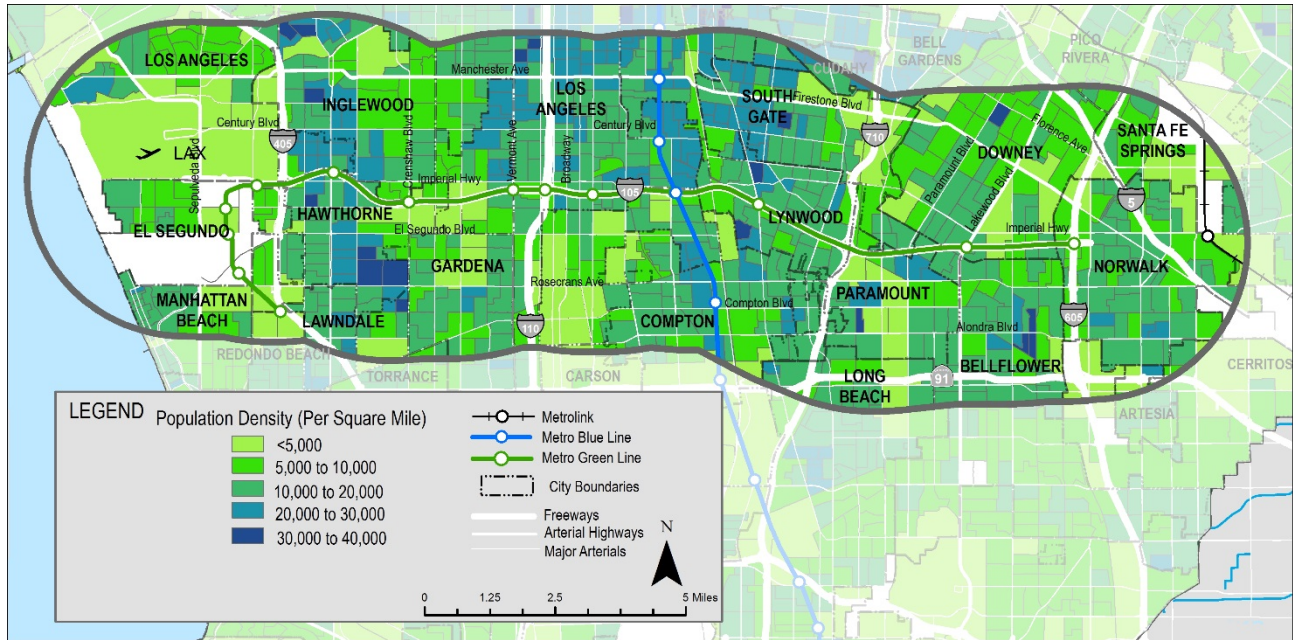 BELL
GARDENS
PICO
RIVERA
CUDAHY
LOS ANGELES
Manchester Ave
LOS
ANGELES
SOUTH
GATE
Firestone Blvd
INGLEWOOD
Century Blvd
Century Blvd
405
710
Florence Ave
SANTA FE
SPRINGS
DOWNEY
LAX
Sepulveda Blvd
Crenshaw Blvd
Vermont Ave
Broadway
Paramount Blvd
Lakewood Blvd
Imperial Hwy
105
5
HAWTHORNE
LYNWOOD
EL SEGUNDO
El Segundo Blvd
Imperial Hwy
GARDENA
NORWALK
Rosecrans Ave
MANHATTAN
BEACH
LAWNDALE
PARAMOUNT
Compton Blvd
COMPTON
110
605
Alondra Blvd
REDONDO BEACH
TORRANCE
CARSON
LONG
BEACH
91
BELLFLOWER
CERRITOS
ARTESIA
LEGEND
Population Density (Per Square Mile)
<5,000
5,000 to 10,000
10,000 to 20,000
20,000 to 30,000
30,000 to 40,000
Metrolink
Metro Blue Line
Metro Green Line
City Boundaries
Freeways
Arterial Highways
Major Arterials
N
0 1.25 2.5 5 Miles